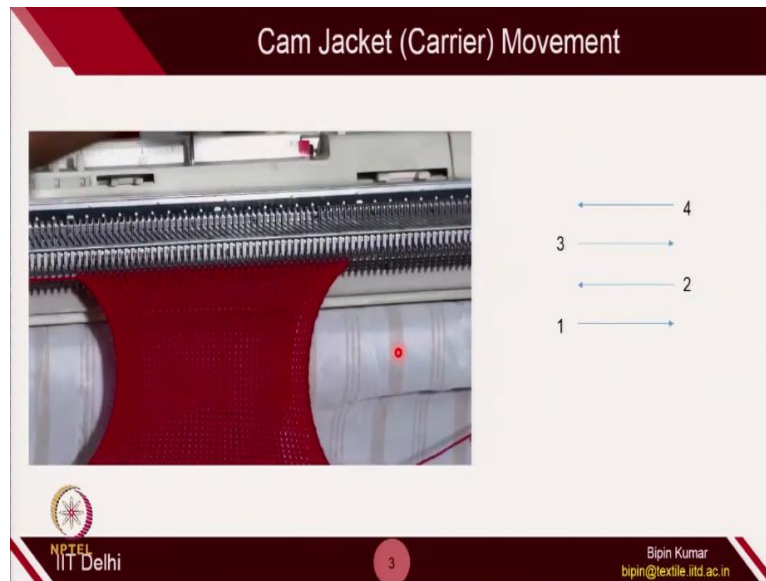 Cam Jacket (Carrier) Movement
4
3
2
1
NPTEL
IIT Delhi
3
Bipin Kumar
bipin@textile.iitd.ac.in